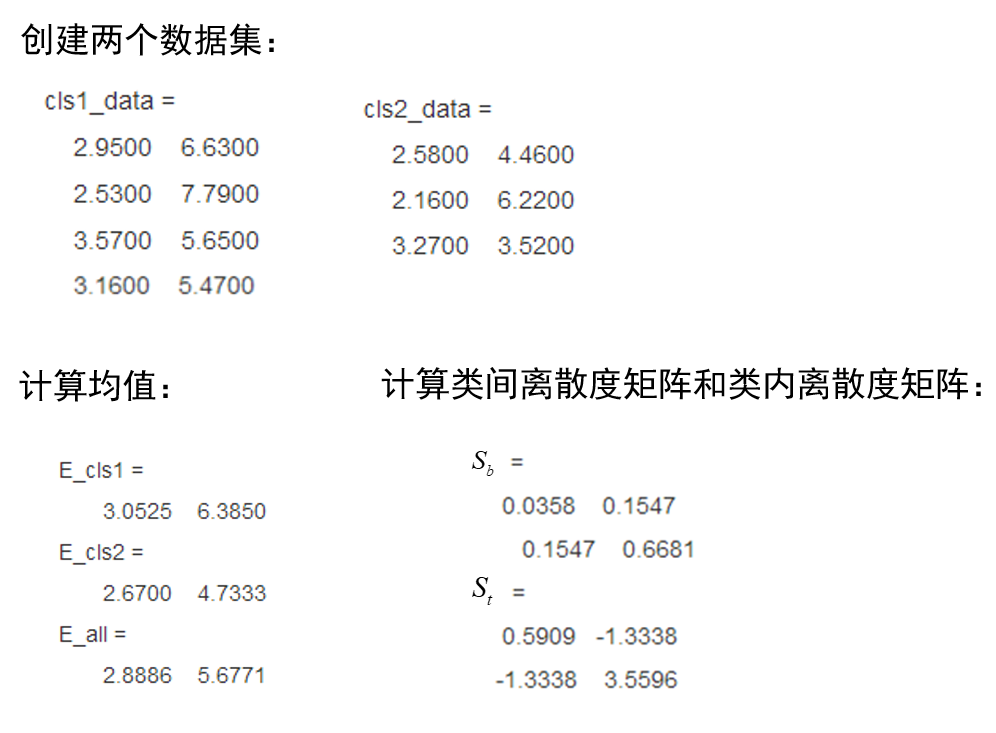 创建两个数据集：
cls1_data =
2.9500 6.6300
2.5300 7.7900
3.5700 5.6500
3.1600 5.4700
cls2_data =
2.5800 4.4600
2.1600 6.2200
3.2700 3.5200
计算均值：
E_cls1 =
3.0525 6.3850
E_cls2 =
2.6700 4.7333
E_all =
2.8886 5.6771
计算类间离散度矩阵和类内离散度矩阵：
S_b =
0.0358 0.1547
0.1547 0.6681
S_t =
0.5909 -1.3338
-1.3338 3.5596